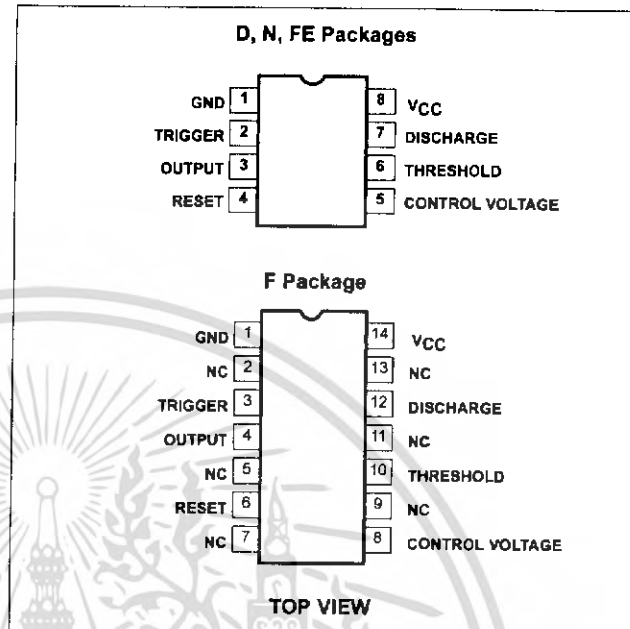 D, N, FE Packages
GND 1 8 VCC
TRIGGER 2 7 DISCHARGE
OUTPUT 3 6 THRESHOLD
RESET 4 5 CONTROL VOLTAGE
F Package
GND 1 14 VCC
NC 2 13 NC
TRIGGER 3 12 DISCHARGE
OUTPUT 4 11 NC
NC 5 10 THRESHOLD
RESET 6 9 NC
NC 7 8 CONTROL VOLTAGE
TOP VIEW